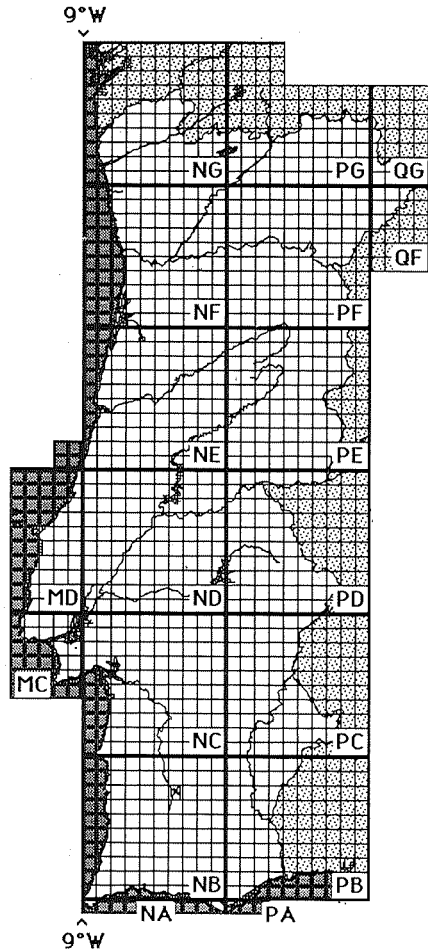 9°W
NG PG QG
NF PF QF
NE PE
MD ND PD
MC NC PC
NB PB
NA PA
9°W